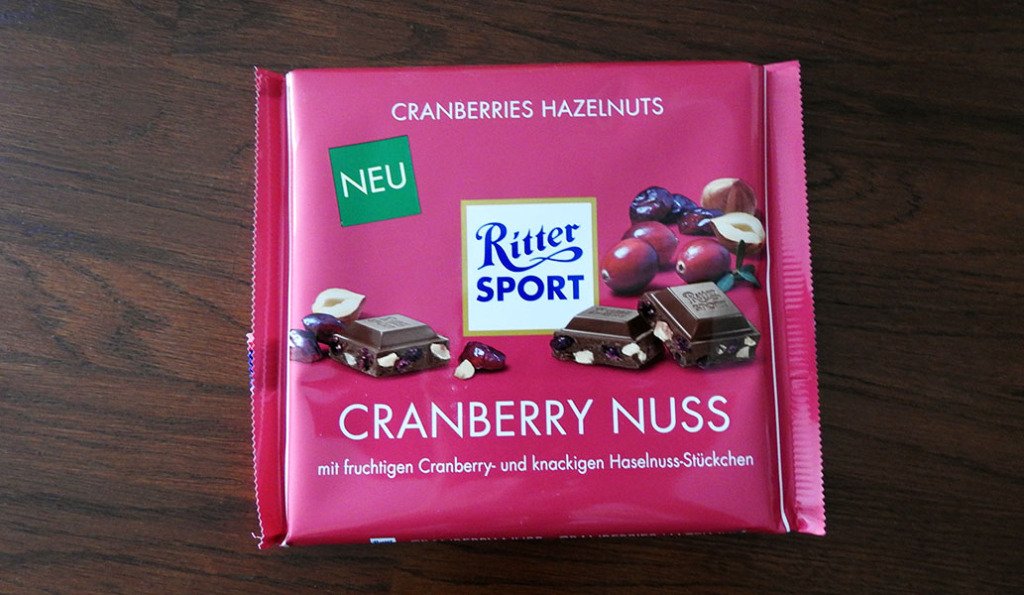 CRANBERRIES HAZELNUTS
NEU
Ritter
SPORT
CRANBERRY NUSS
mit fruchtigen Cranberry- und knackigen Haselnuss-Stückchen